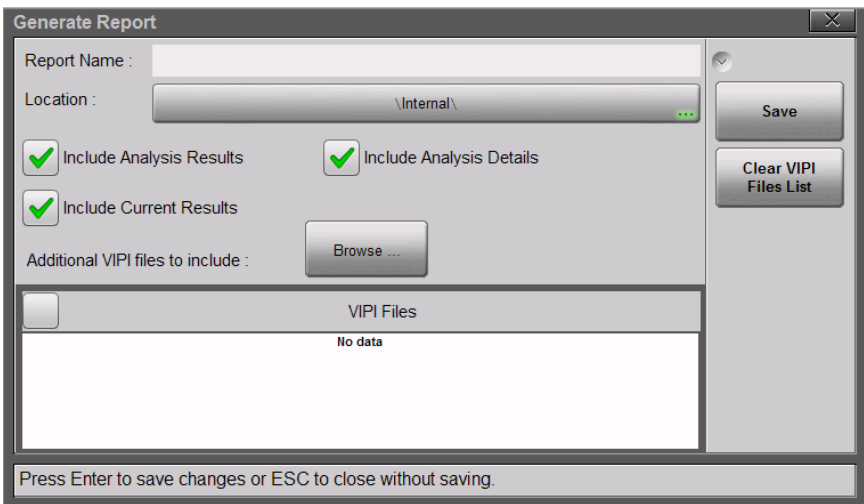 Generate Report
Report Name :
Location :
\Internal\
...
Save
Include Analysis Results
Include Analysis Details
Clear VIPI
Files List
Include Current Results
Additional VIPI files to include :
Browse ...
VIPI Files
No data
Press Enter to save changes or ESC to close without saving.